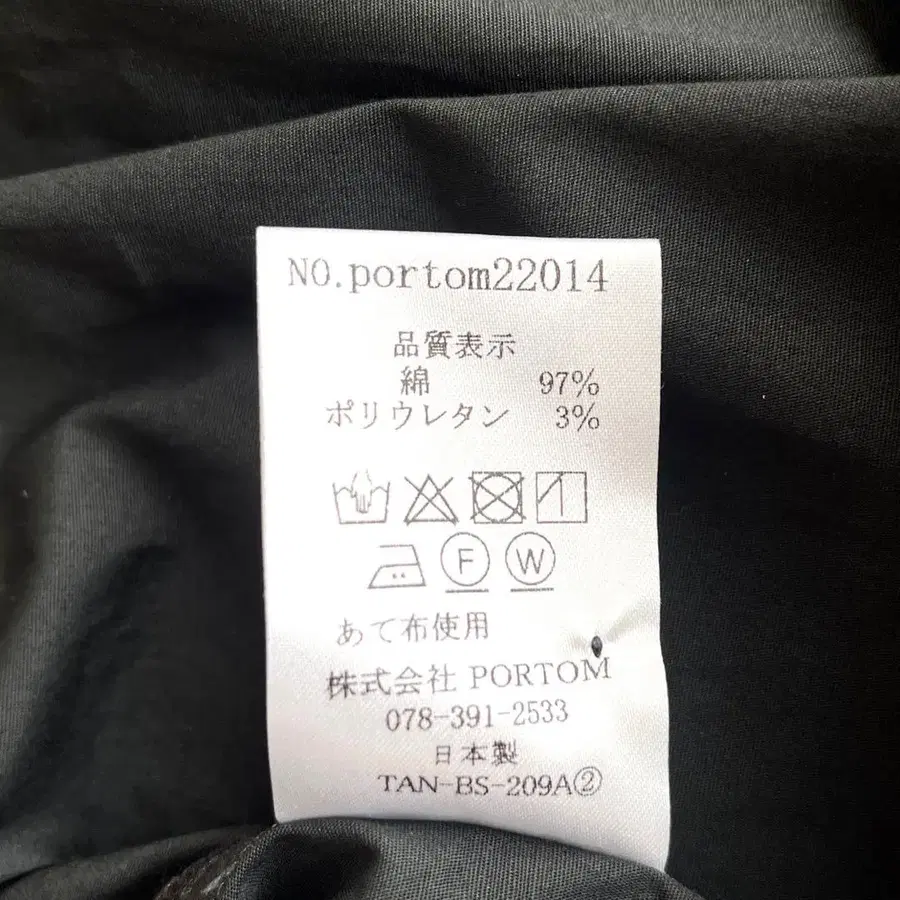 NO.portom22014
品質表示
綿 97%
ポリウレタン 3%
F W
あて布使用
株式会社 PORTOM
078-391-2533
日本製
TAN-BS-209A②